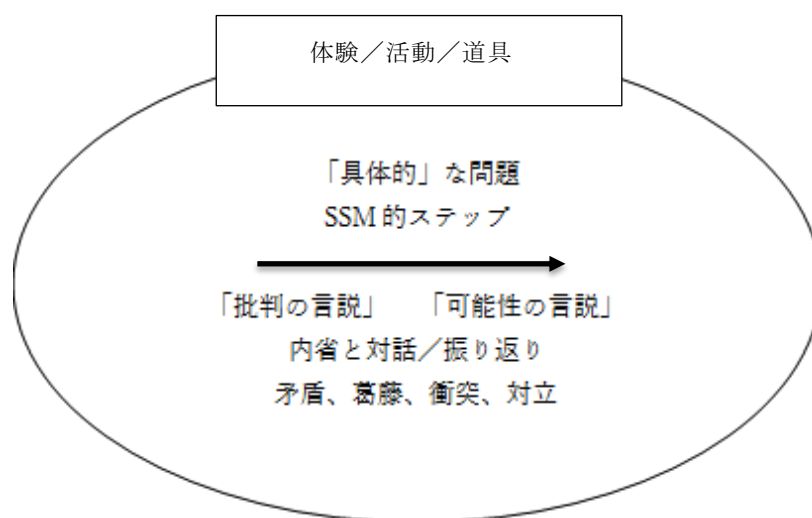 体験／活動／道具
「具体的」な問題
SSM的ステップ
「批判の言説」　「可能性の言説」
内省と対話／振り返り
矛盾、葛藤、衝突、対立